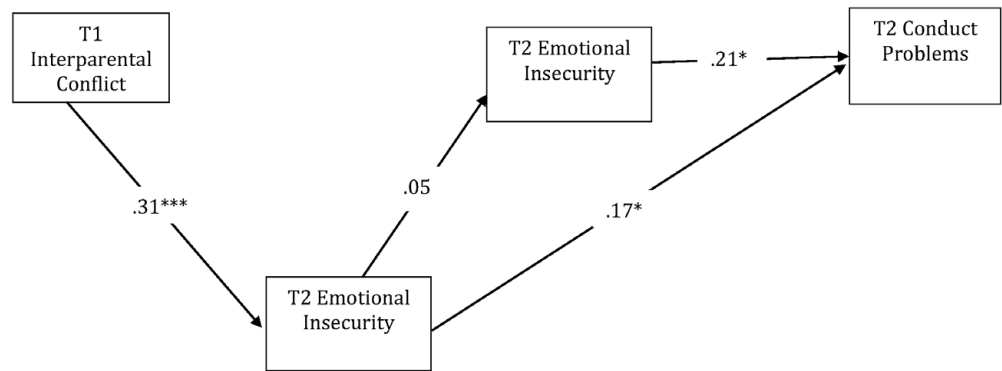 T1
Interparental
Conflict
T2 Emotional
Insecurity
.21*
T2 Conduct
Problems
.05
.31***
.17*
T2 Emotional
Insecurity